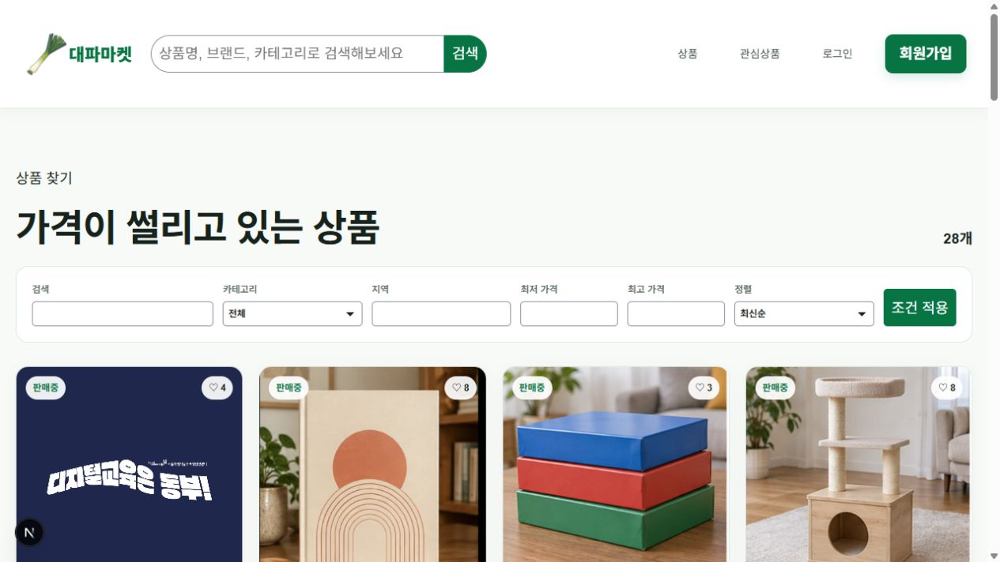 대파마켓
상품명, 브랜드, 카테고리로 검색해보세요
검색
상품
관심상품
로그인
회원가입
상품 찾기
가격이 썰리고 있는 상품
28개
검색
카테고리
지역
최저 가격
최고 가격
정렬
전체
최신순
조건 적용
판매중
♡ 4
판매중
♡ 8
판매중
♡ 3
판매중
♡ 8
디지털교육은 동부!
N